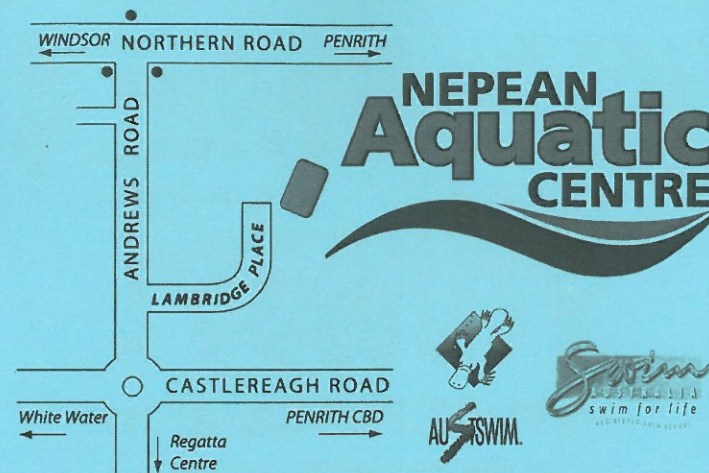 WINDSOR NORTHERN ROAD PENRITH
ANDREWS ROAD
LAMBRIDGE PLACE
CASTLEREAGH ROAD
White Water
PENRITH CBD
Regatta
Centre
NEPEAN
Aquatic
CENTRE
AUSTSWIM.
Swim
AUSTRALIA
swim for life